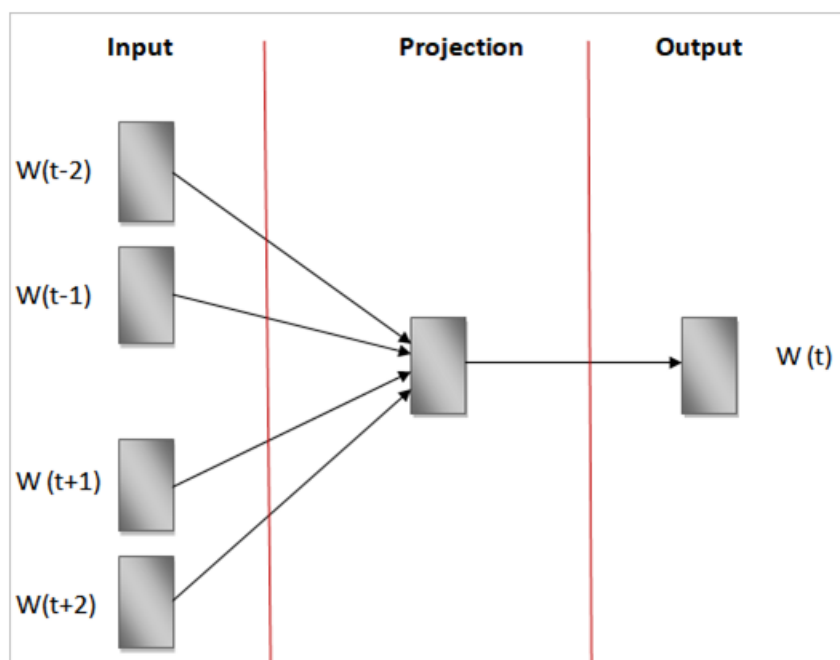 Input Projection Output
W(t-2)
W(t-1)
W (t)
W (t+1)
W(t+2)